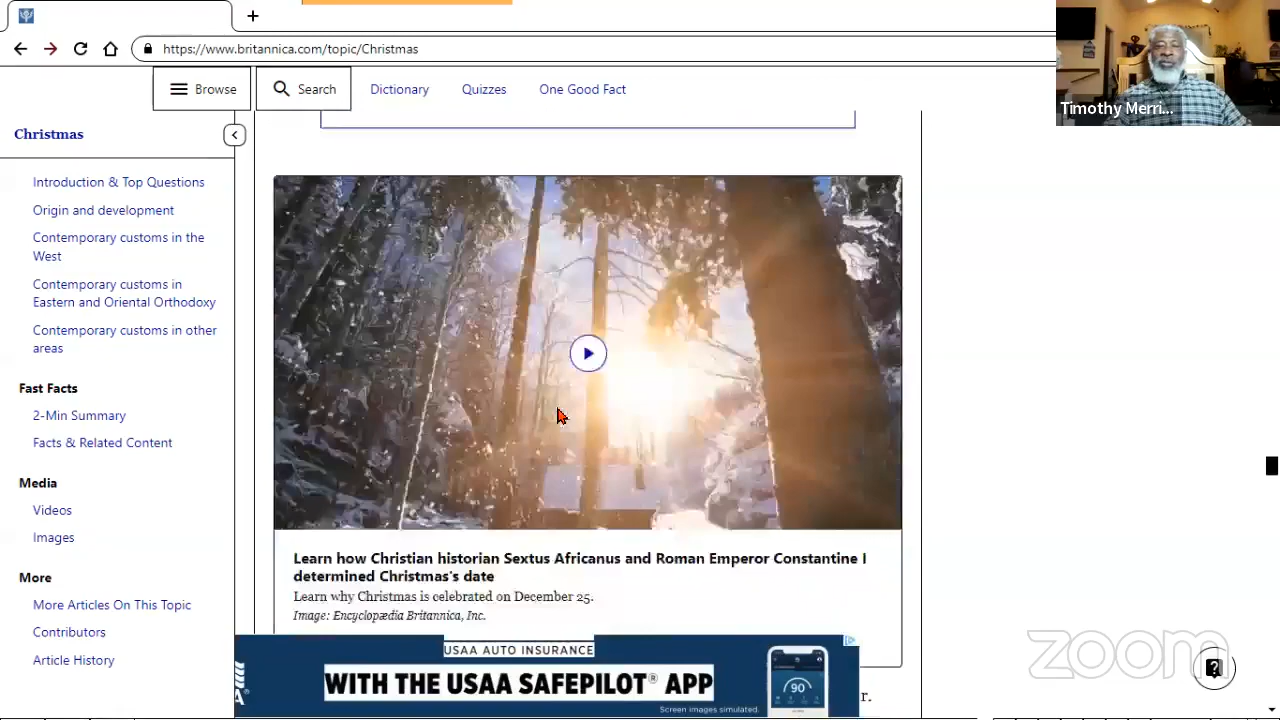 https://www.britannica.com/topic/Christmas
Browse
Search
Dictionary
Quizzes
One Good Fact
Timothy Merri...
Christmas
Introduction & Top Questions
Origin and development
Contemporary customs in the
West
Contemporary customs in
Eastern and Oriental Orthodoxy
Contemporary customs in other
areas
Fast Facts
2-Min Summary
Facts & Related Content
Media
Videos
Images
More
More Articles On This Topic
Contributors
Article History
Learn how Christian historian Sextus Africanus and Roman Emperor Constantine I
determined Christmas's date
Learn why Christmas is celebrated on December 25.
Image: Encyclopædia Britannica, Inc.
USAA AUTO INSURANCE
WITH THE USAA SAFEPILOT® APP
90
Screen images simulated.
r.
zoom